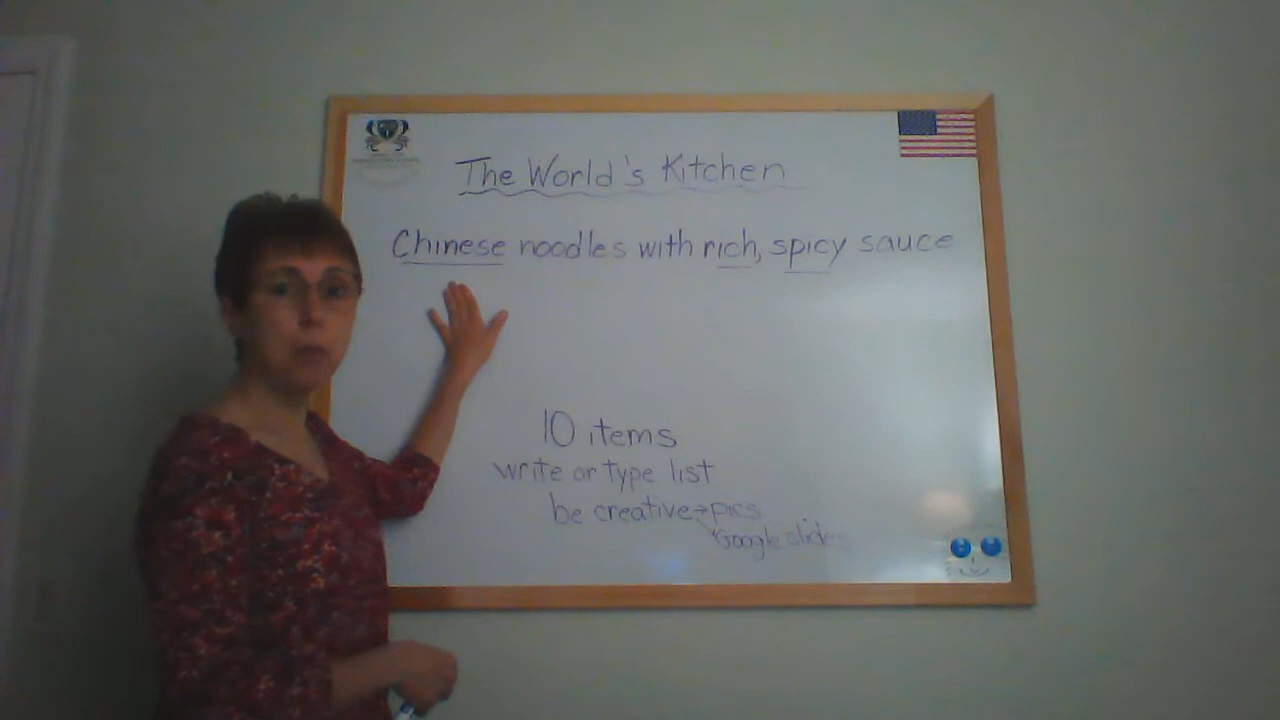 The World's Kitchen
Chinese noodles with rich, spicy sauce
10 items
write or type list
be creative→pics
Google slides